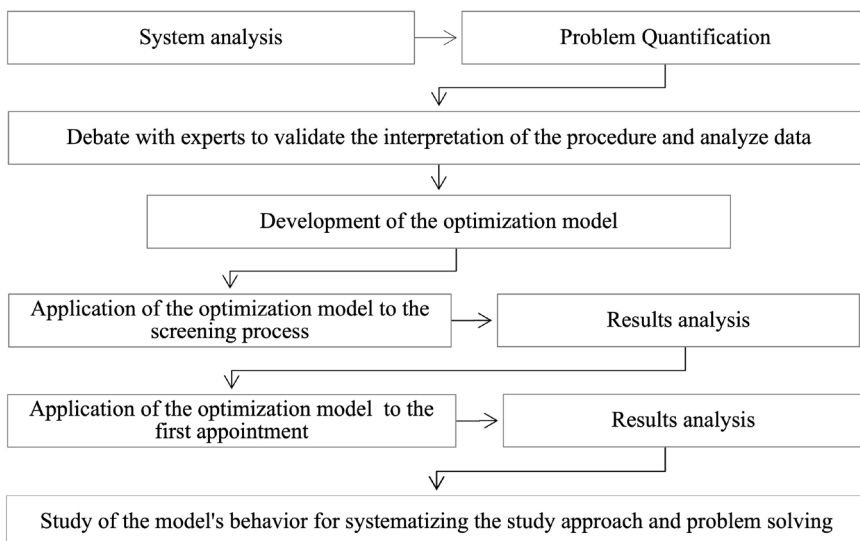 System analysis
Problem Quantification
Debate with experts to validate the interpretation of the procedure and analyze data
Development of the optimization model
Application of the optimization model to the
screening process
Results analysis
Application of the optimization model to the
first appointment
Results analysis
Study of the model's behavior for systematizing the study approach and problem solving